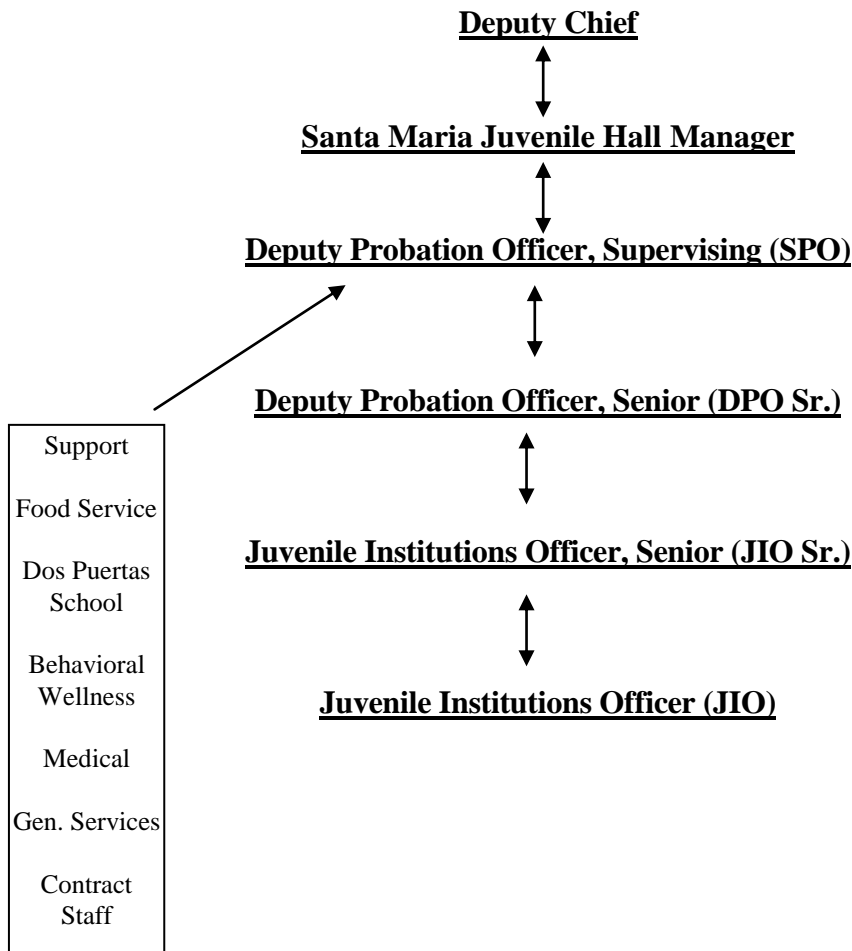 Deputy Chief
Santa Maria Juvenile Hall Manager
Deputy Probation Officer, Supervising (SPO)
Deputy Probation Officer, Senior (DPO Sr.)
Juvenile Institutions Officer, Senior (JIO Sr.)
Juvenile Institutions Officer (JIO)
Support
Food Service
Dos Puertas
School
Behavioral
Wellness
Medical
Gen. Services
Contract
Staff